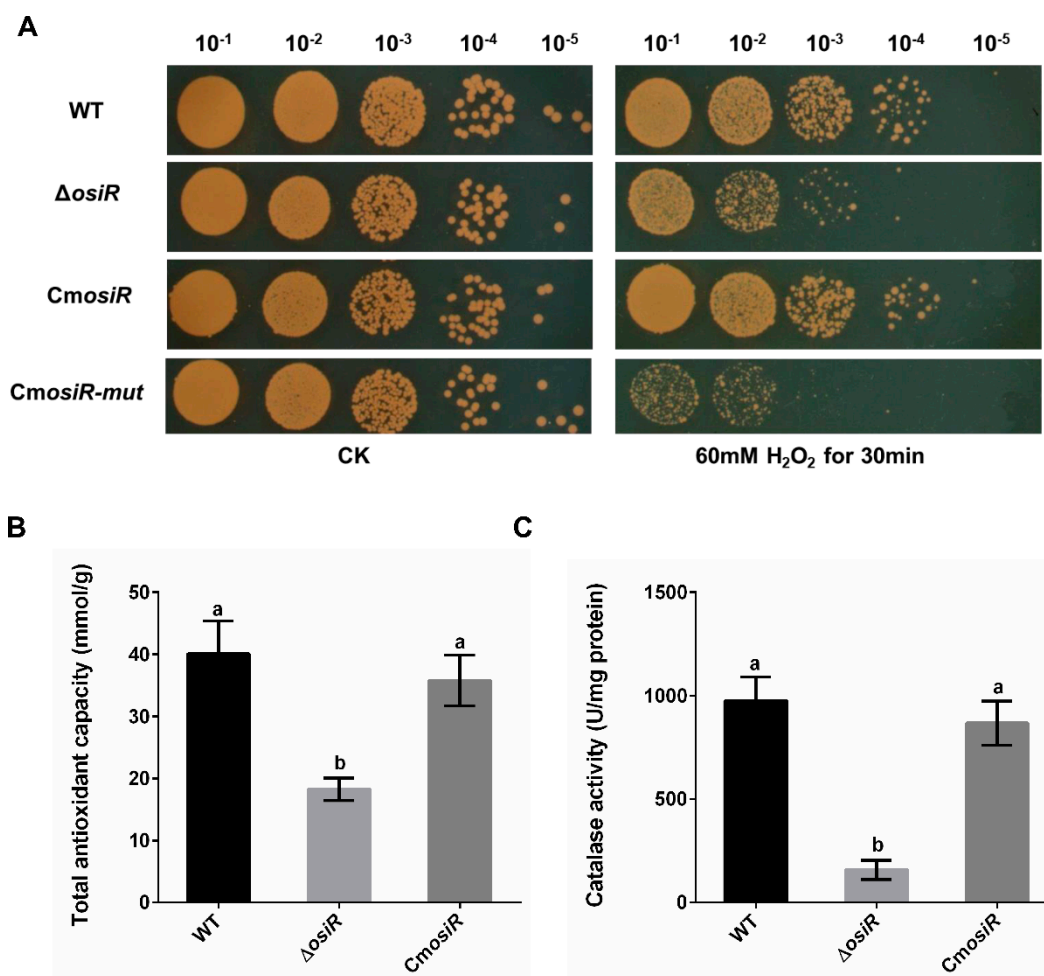 A
10⁻¹ 10⁻² 10⁻³ 10⁻⁴ 10⁻⁵ 10⁻¹ 10⁻² 10⁻³ 10⁻⁴ 10⁻⁵
WT
ΔosiR
CmosiR
CmosiR-mut
CK 60mM H₂O₂ for 30min
B
Total antioxidant capacity (mmol/g)
50
40
30
20
10
0
a
b
a
WT ΔosiR CmosiR
C
Catalase activity (U/mg protein)
1500
1000
500
0
a
b
a
WT ΔosiR CmosiR